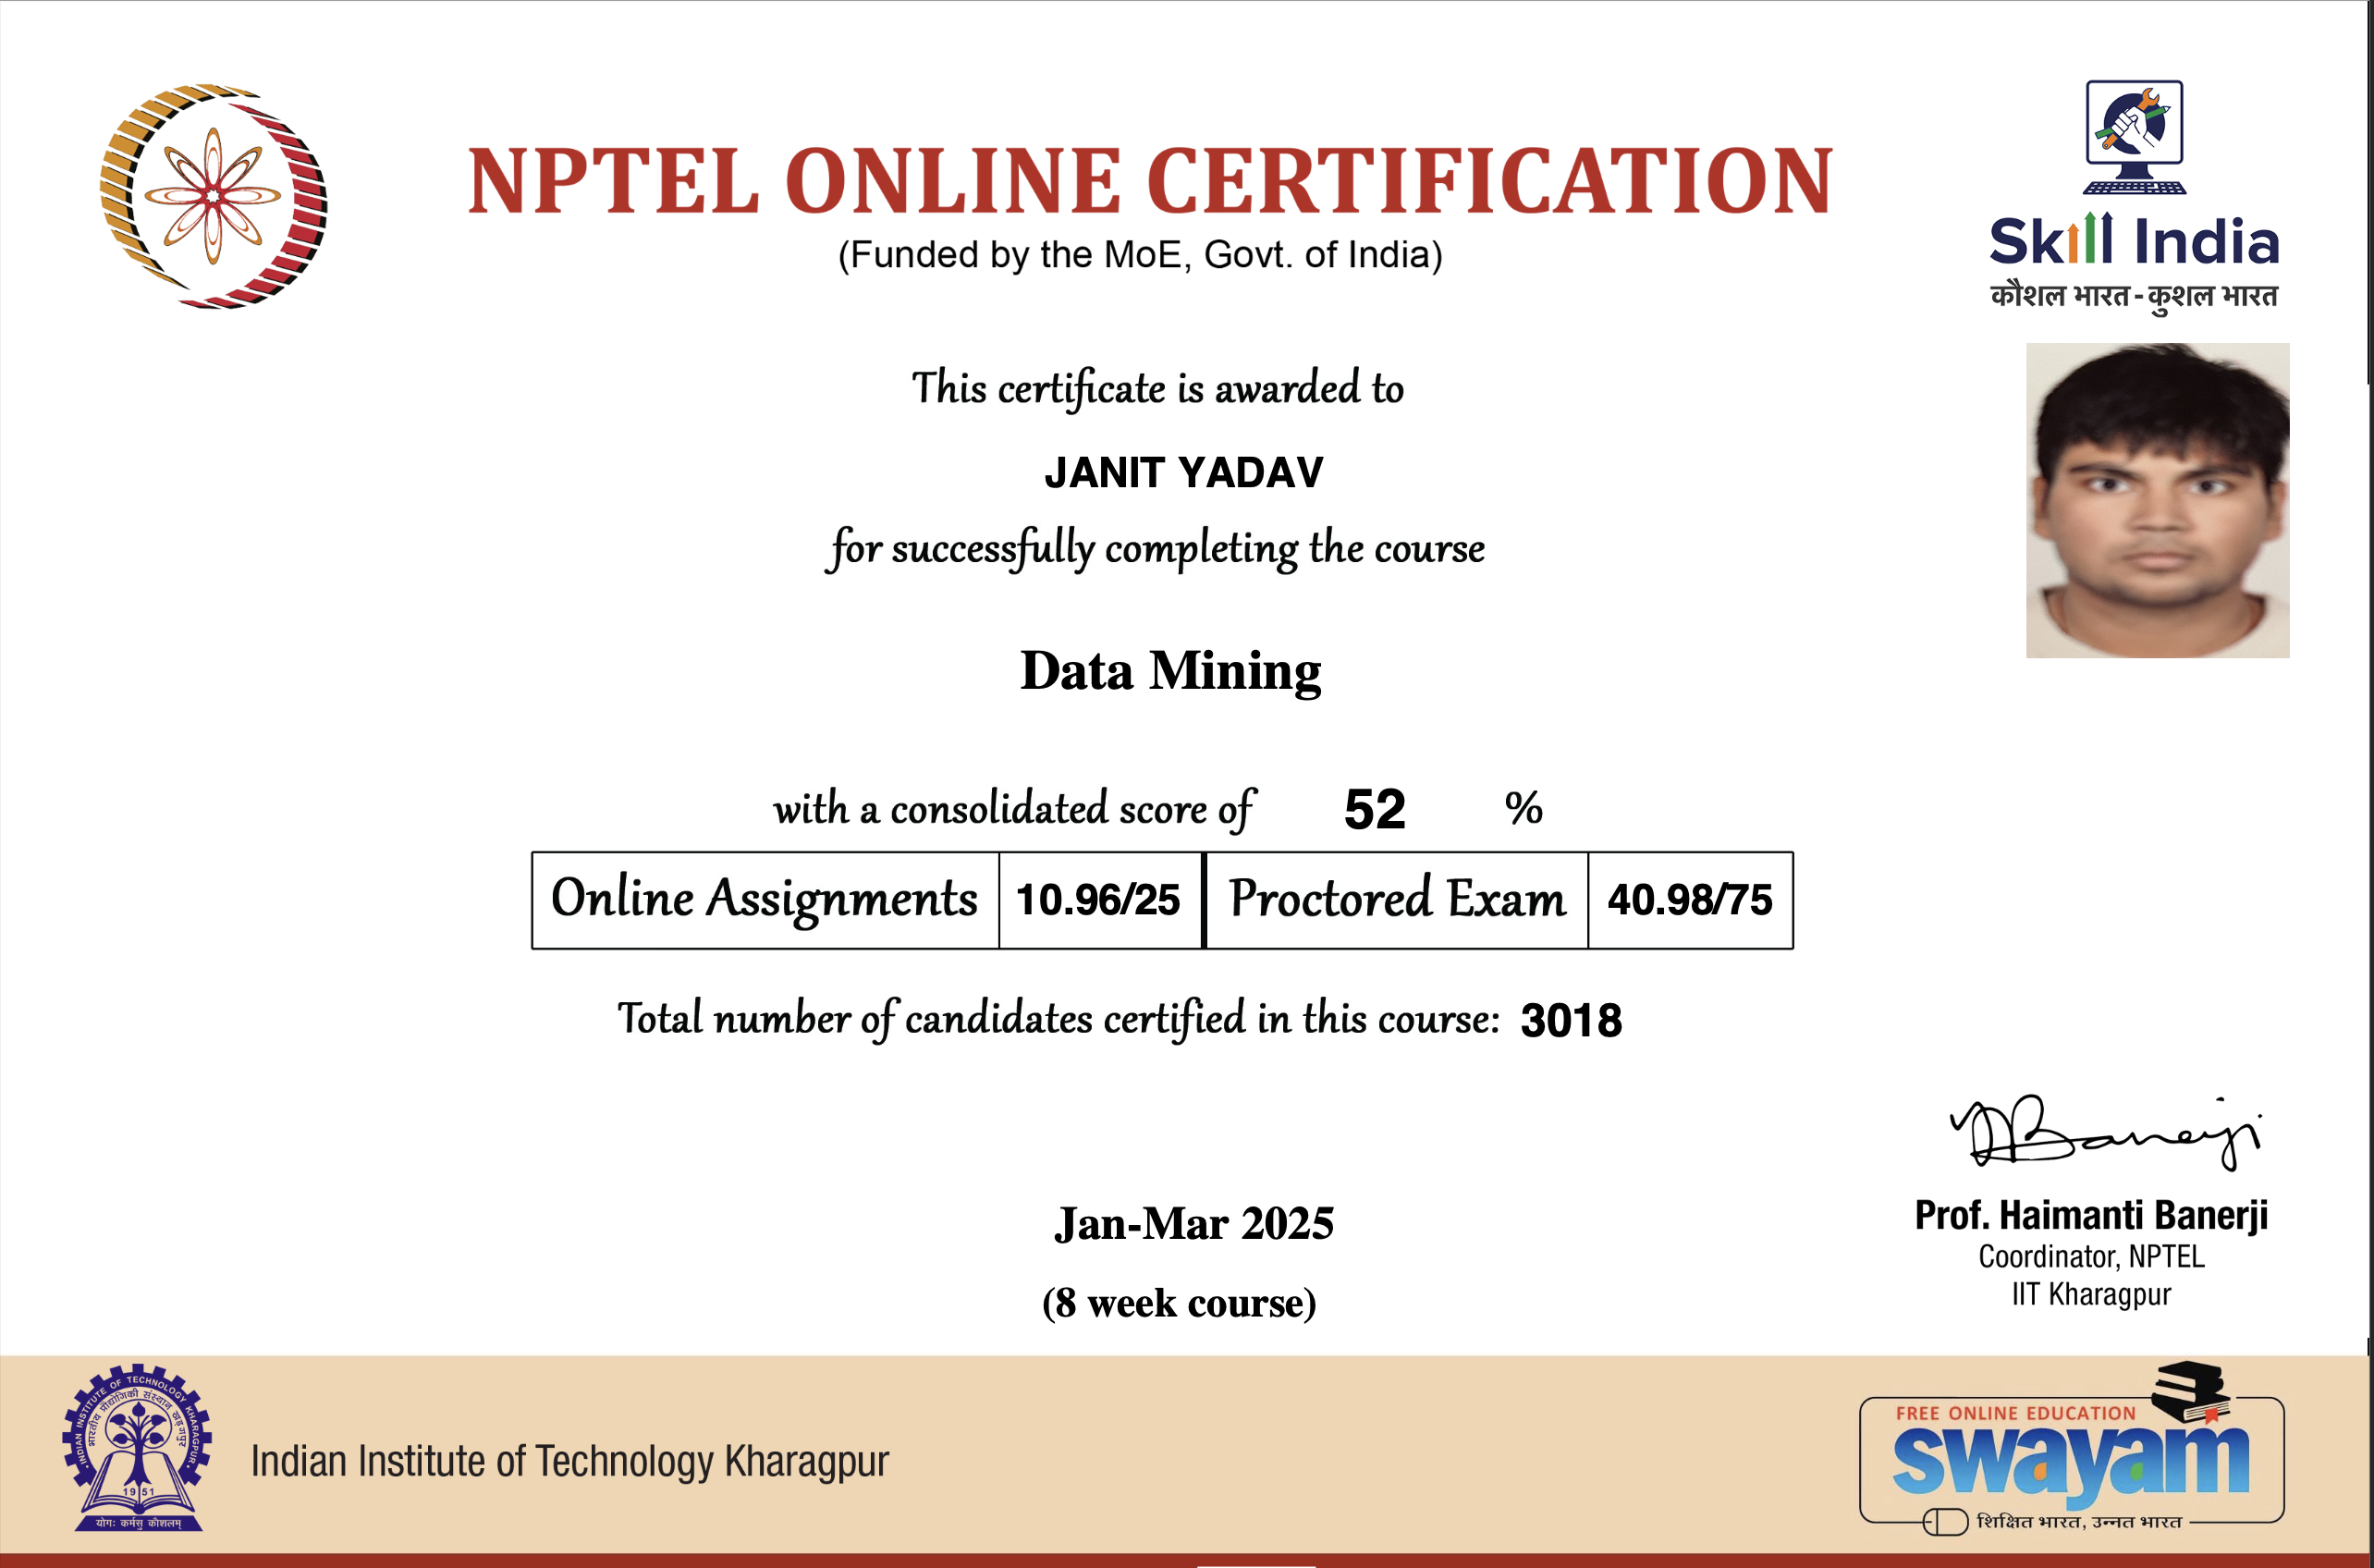 NPTEL ONLINE CERTIFICATION
(Funded by the MoE, Govt. of India)
Skill India
कौशल भारत - कुशल भारत
This certificate is awarded to
JANIT YADAV
for successfully completing the course
Data Mining
with a consolidated score of 52 %
Online Assignments 10.96/25 Proctored Exam 40.98/75
Total number of candidates certified in this course: 3018
Banerji
Jan-Mar 2025
(8 week course)
Prof. Haimanti Banerji
Coordinator, NPTEL
IIT Kharagpur
INDIAN INSTITUTE OF TECHNOLOGY KHARAGPUR
भारतीय प्रौद्योगिकी संस्थान खड़गपुर
1951
योगः कर्मसु कौशलम्
Indian Institute of Technology Kharagpur
FREE ONLINE EDUCATION
swayam
शिक्षित भारत, उन्नत भारत